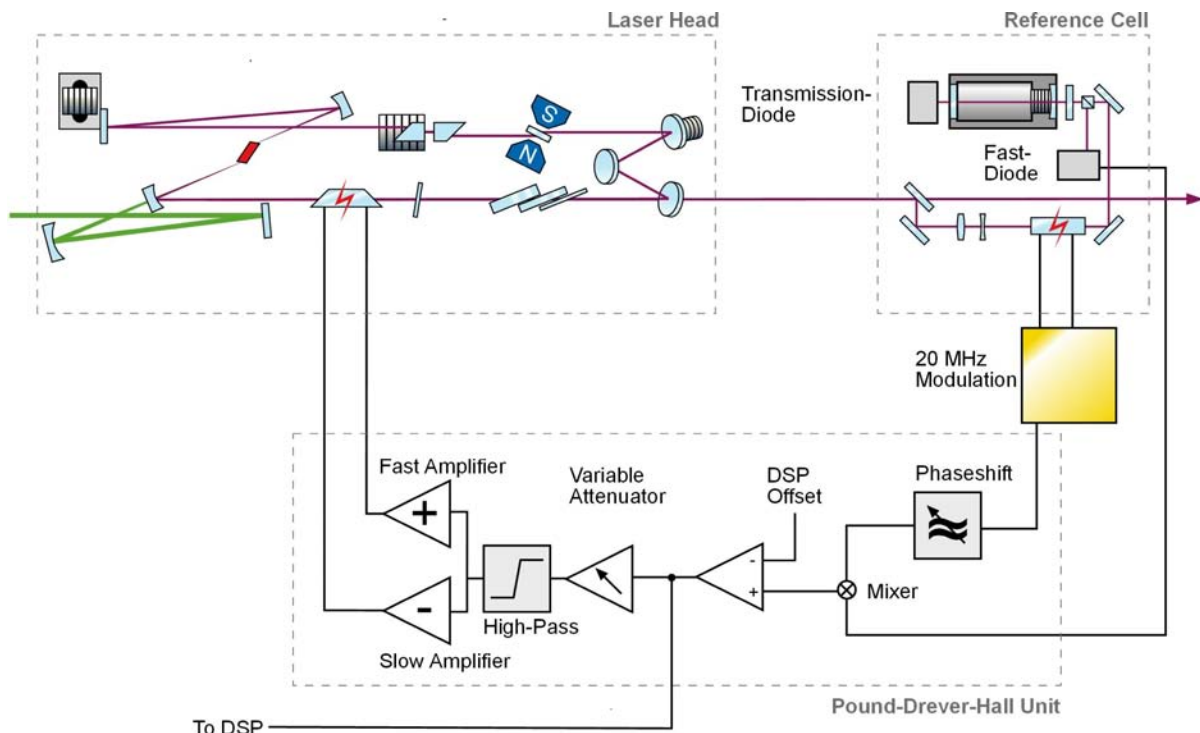 Laser Head
Reference Cell
Transmission-
Diode
S
N
Fast-
Diode
20 MHz
Modulation
Fast Amplifier
Variable
Attenuator
DSP
Offset
Phaseshift
+
-
-
+
Mixer
High-Pass
Slow Amplifier
Pound-Drever-Hall Unit
To DSP